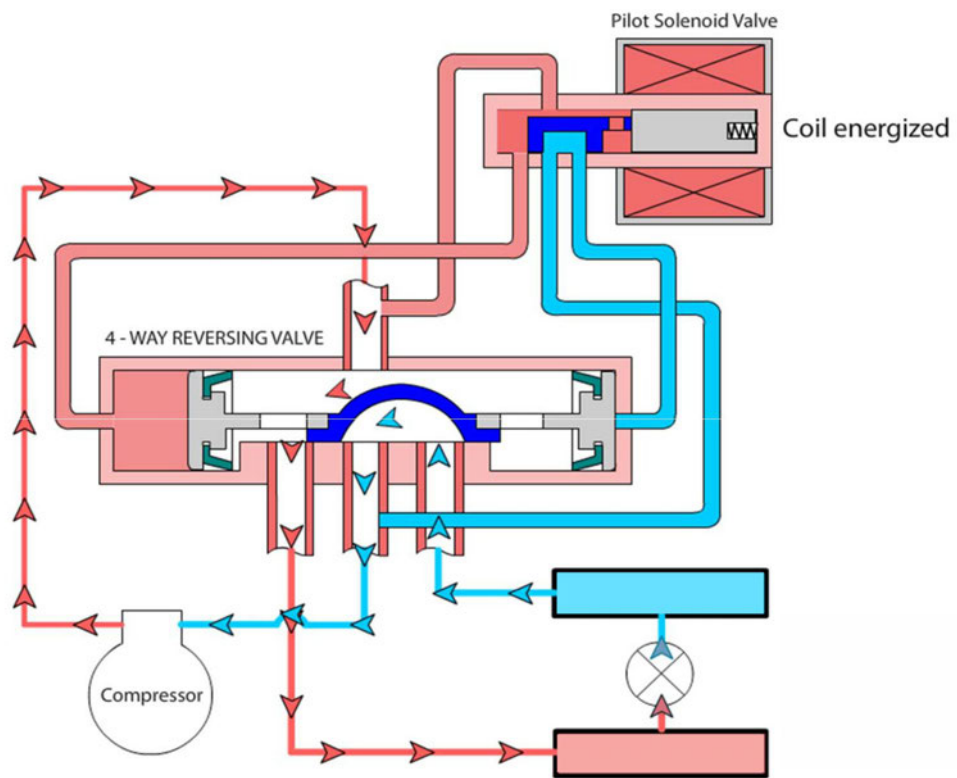 Pilot Solenoid Valve
Coil energized
4 - WAY REVERSING VALVE
Compressor